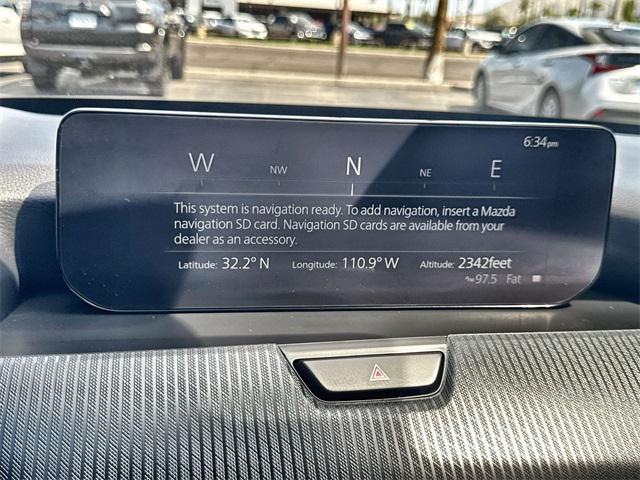 6:34pm
W NW N NE E
This system is navigation ready. To add navigation, insert a Mazda
navigation SD card. Navigation SD cards are available from your
dealer as an accessory.
Latitude: 32.2° N Longitude: 110.9° W Altitude: 2342feet
97.5 Fat